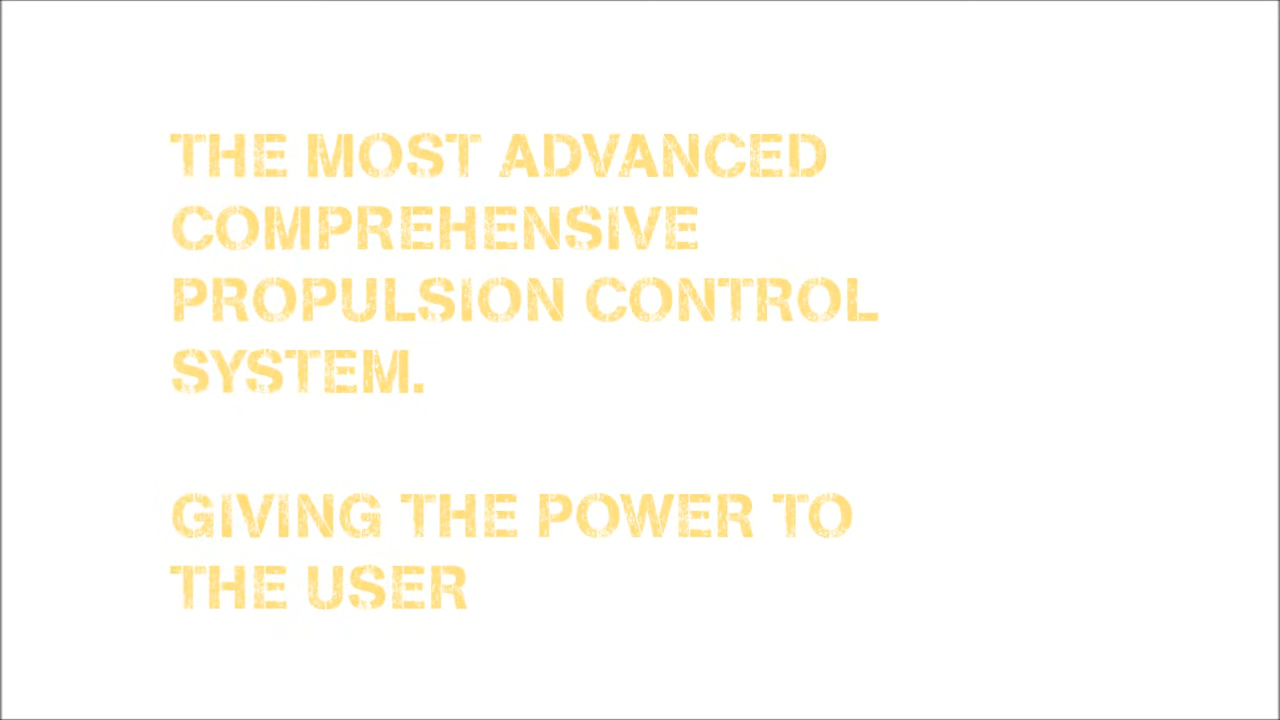 THE MOST ADVANCED
COMPREHENSIVE
PROPULSION CONTROL
SYSTEM.
GIVING THE POWER TO
THE USER